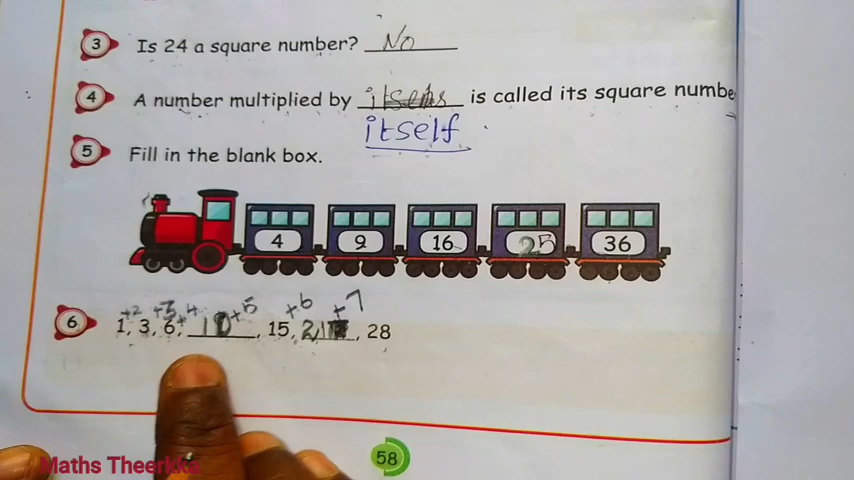 3 Is 24 a square number? No
4 A number multiplied by is called its square numbe
itself
5 Fill in the blank box.
4 9 16 25 36
+2 +3 +4 +5 +6 +7
6 1, 3, 6, 10, 15, 21, 28
58
Maths Theerkka